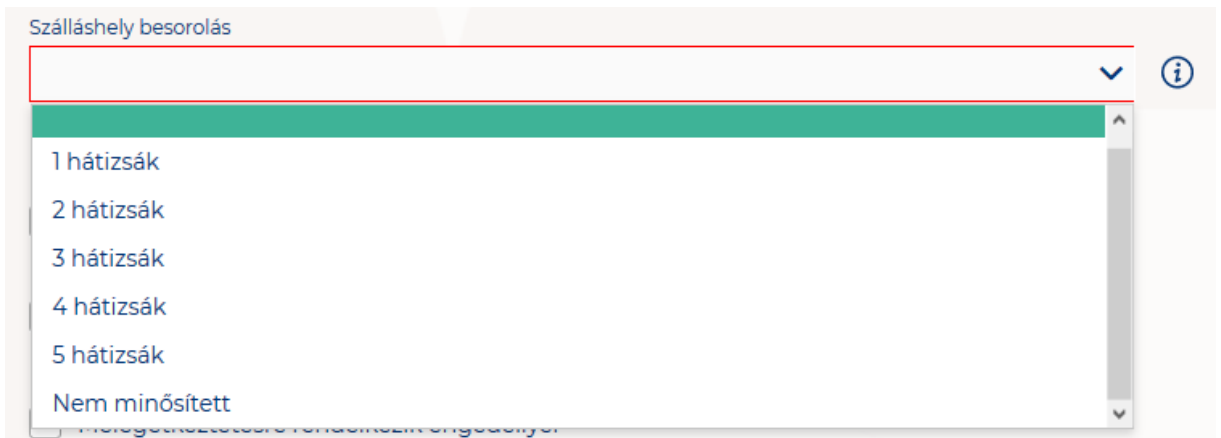 Szálláshely besorolás
1 hátizsák
2 hátizsák
3 hátizsák
4 hátizsák
5 hátizsák
Nem minősített